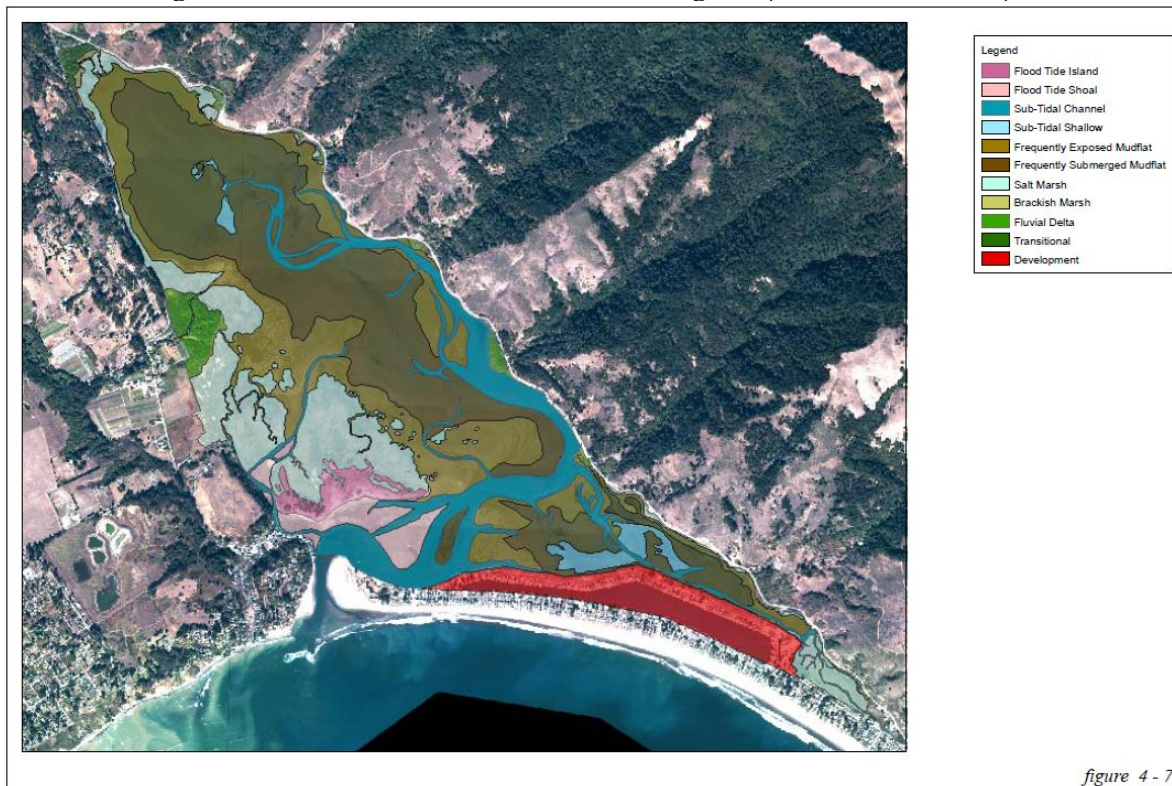 Legend
Flood Tide Island
Flood Tide Shoal
Sub-Tidal Channel
Sub-Tidal Shallow
Frequently Exposed Mudflat
Frequently Submerged Mudflat
Salt Marsh
Brackish Marsh
Fluvial Delta
Transitional
Development
figure 4 - 7